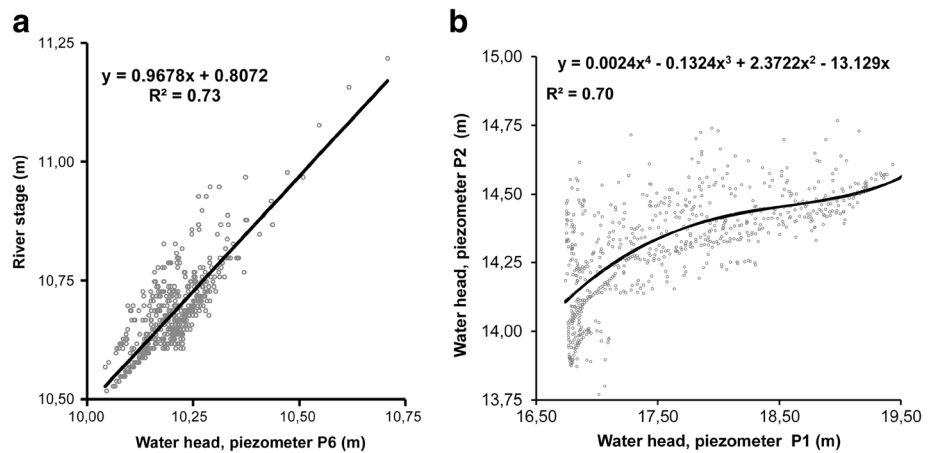 a
11,25
11,00
10,75
10,50
River stage (m)
y = 0.9678x + 0.8072
R² = 0.73
10,00
10,25
10,50
10,75
Water head, piezometer P6 (m)
b
15,00
14,75
14,50
14,25
14,00
13,75
Water head, piezometer P2 (m)
y = 0.0024x⁴ - 0.1324x³ + 2.3722x² - 13.129x
R² = 0.70
16,50
17,50
18,50
19,50
Water head, piezometer P1 (m)